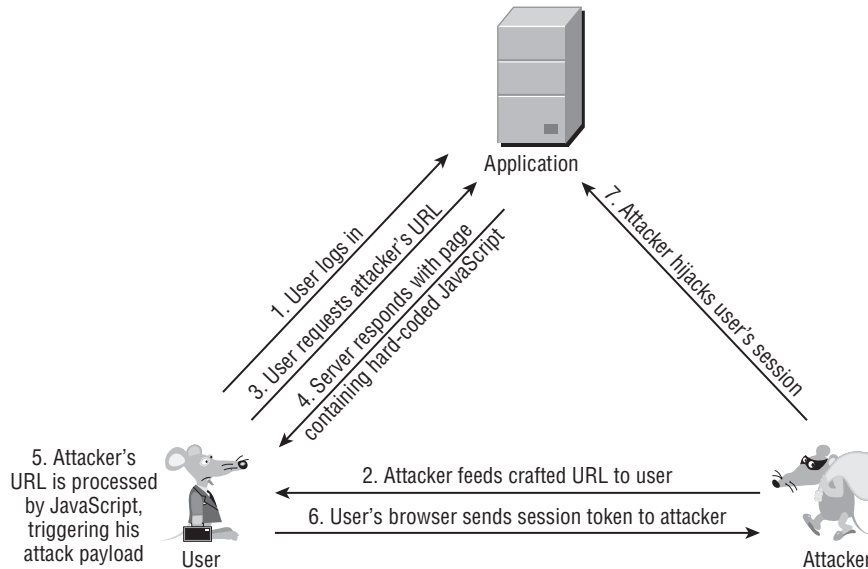 Application
1. User logs in
3. User requests attacker's URL
4. Server responds with page
containing hard-coded JavaScript
7. Attacker hijacks user's session
5. Attacker's
URL is processed
by JavaScript,
triggering his
attack payload
2. Attacker feeds crafted URL to user
6. User's browser sends session token to attacker
User
Attacker